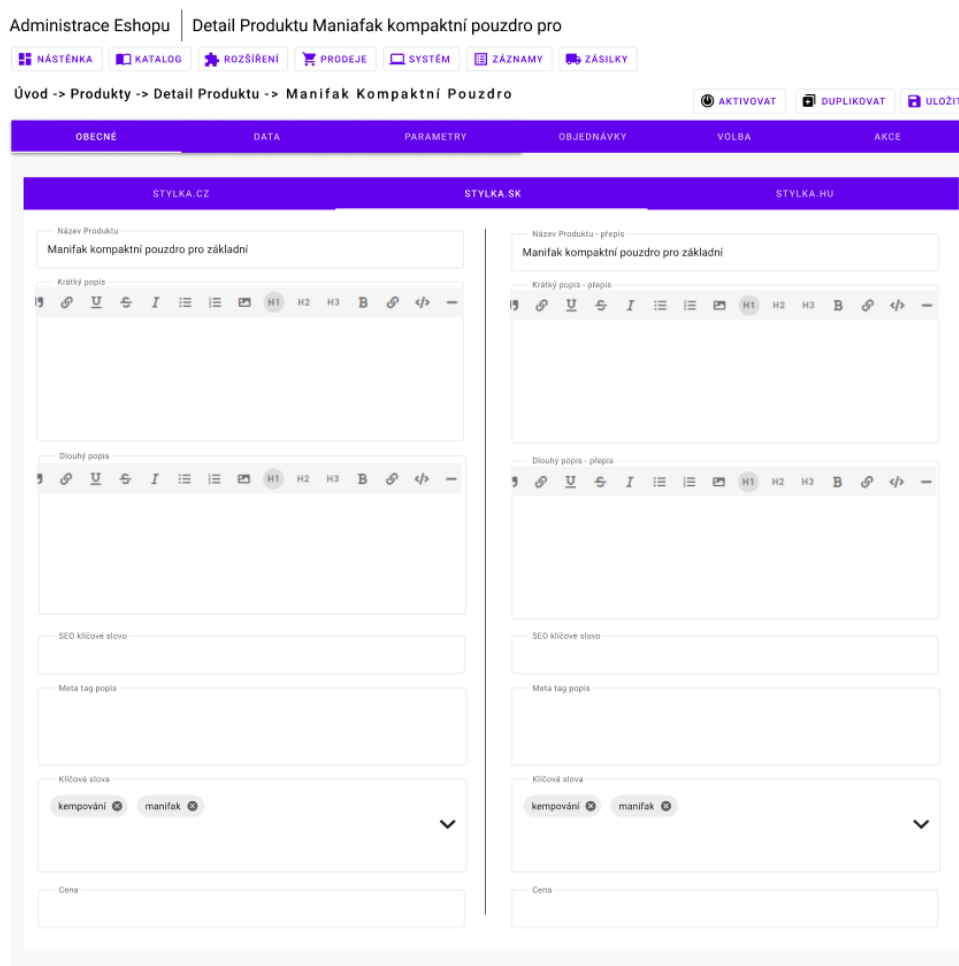 Administrace Eshopu Detail Produktu Maniafak kompaktní pouzdro pro
NÁSTĚNKA KATALOG ROZŠÍŘENÍ PRODEJE SYSTÉM ZÁZNAMY ZÁSILKY
Úvod -> Produkty -> Detail Produktu -> Manifak Kompaktní Pouzdro
AKTIVOVAT DUPLIKOVAT ULOŽIT
OBECNÉ DATA PARAMETRY OBJEDNÁVKY VOLBA AKCE
STYLKA.CZ STYLKA.SK STYLKA.HU
Název Produktu
Manifak kompaktní pouzdro pro základní
Krátký popis
H1 H2 H3 B
Dlouhý popis
H1 H2 H3 B
SEO klíčové slovo
Meta tag popis
Klíčová slova
kempování manifak
Cena
Název Produktu - přepis
Manifak kompaktní pouzdro pro základní
Krátký popis - přepis
H1 H2 H3 B
Dlouhý popis - přepis
H1 H2 H3 B
SEO klíčové slovo
Meta tag popis
Klíčová slova
kempování manifak
Cena